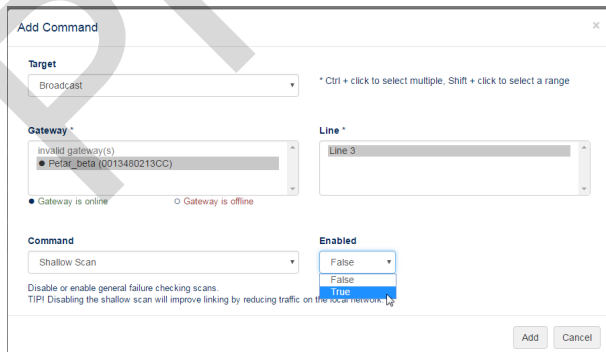 Add Command
×
Target
Broadcast
* Ctrl + click to select multiple, Shift + click to select a range
Gateway *
Line *
invalid gateway(s)
● Petar_beta (0013480213CC)
Line 3
● Gateway is online
○ Gateway is offline
Command
Enabled
Shallow Scan
False
False
True
Disable or enable general failure checking scans.
TIP! Disabling the shallow scan will improve linking by reducing traffic on the local network.
Add
Cancel